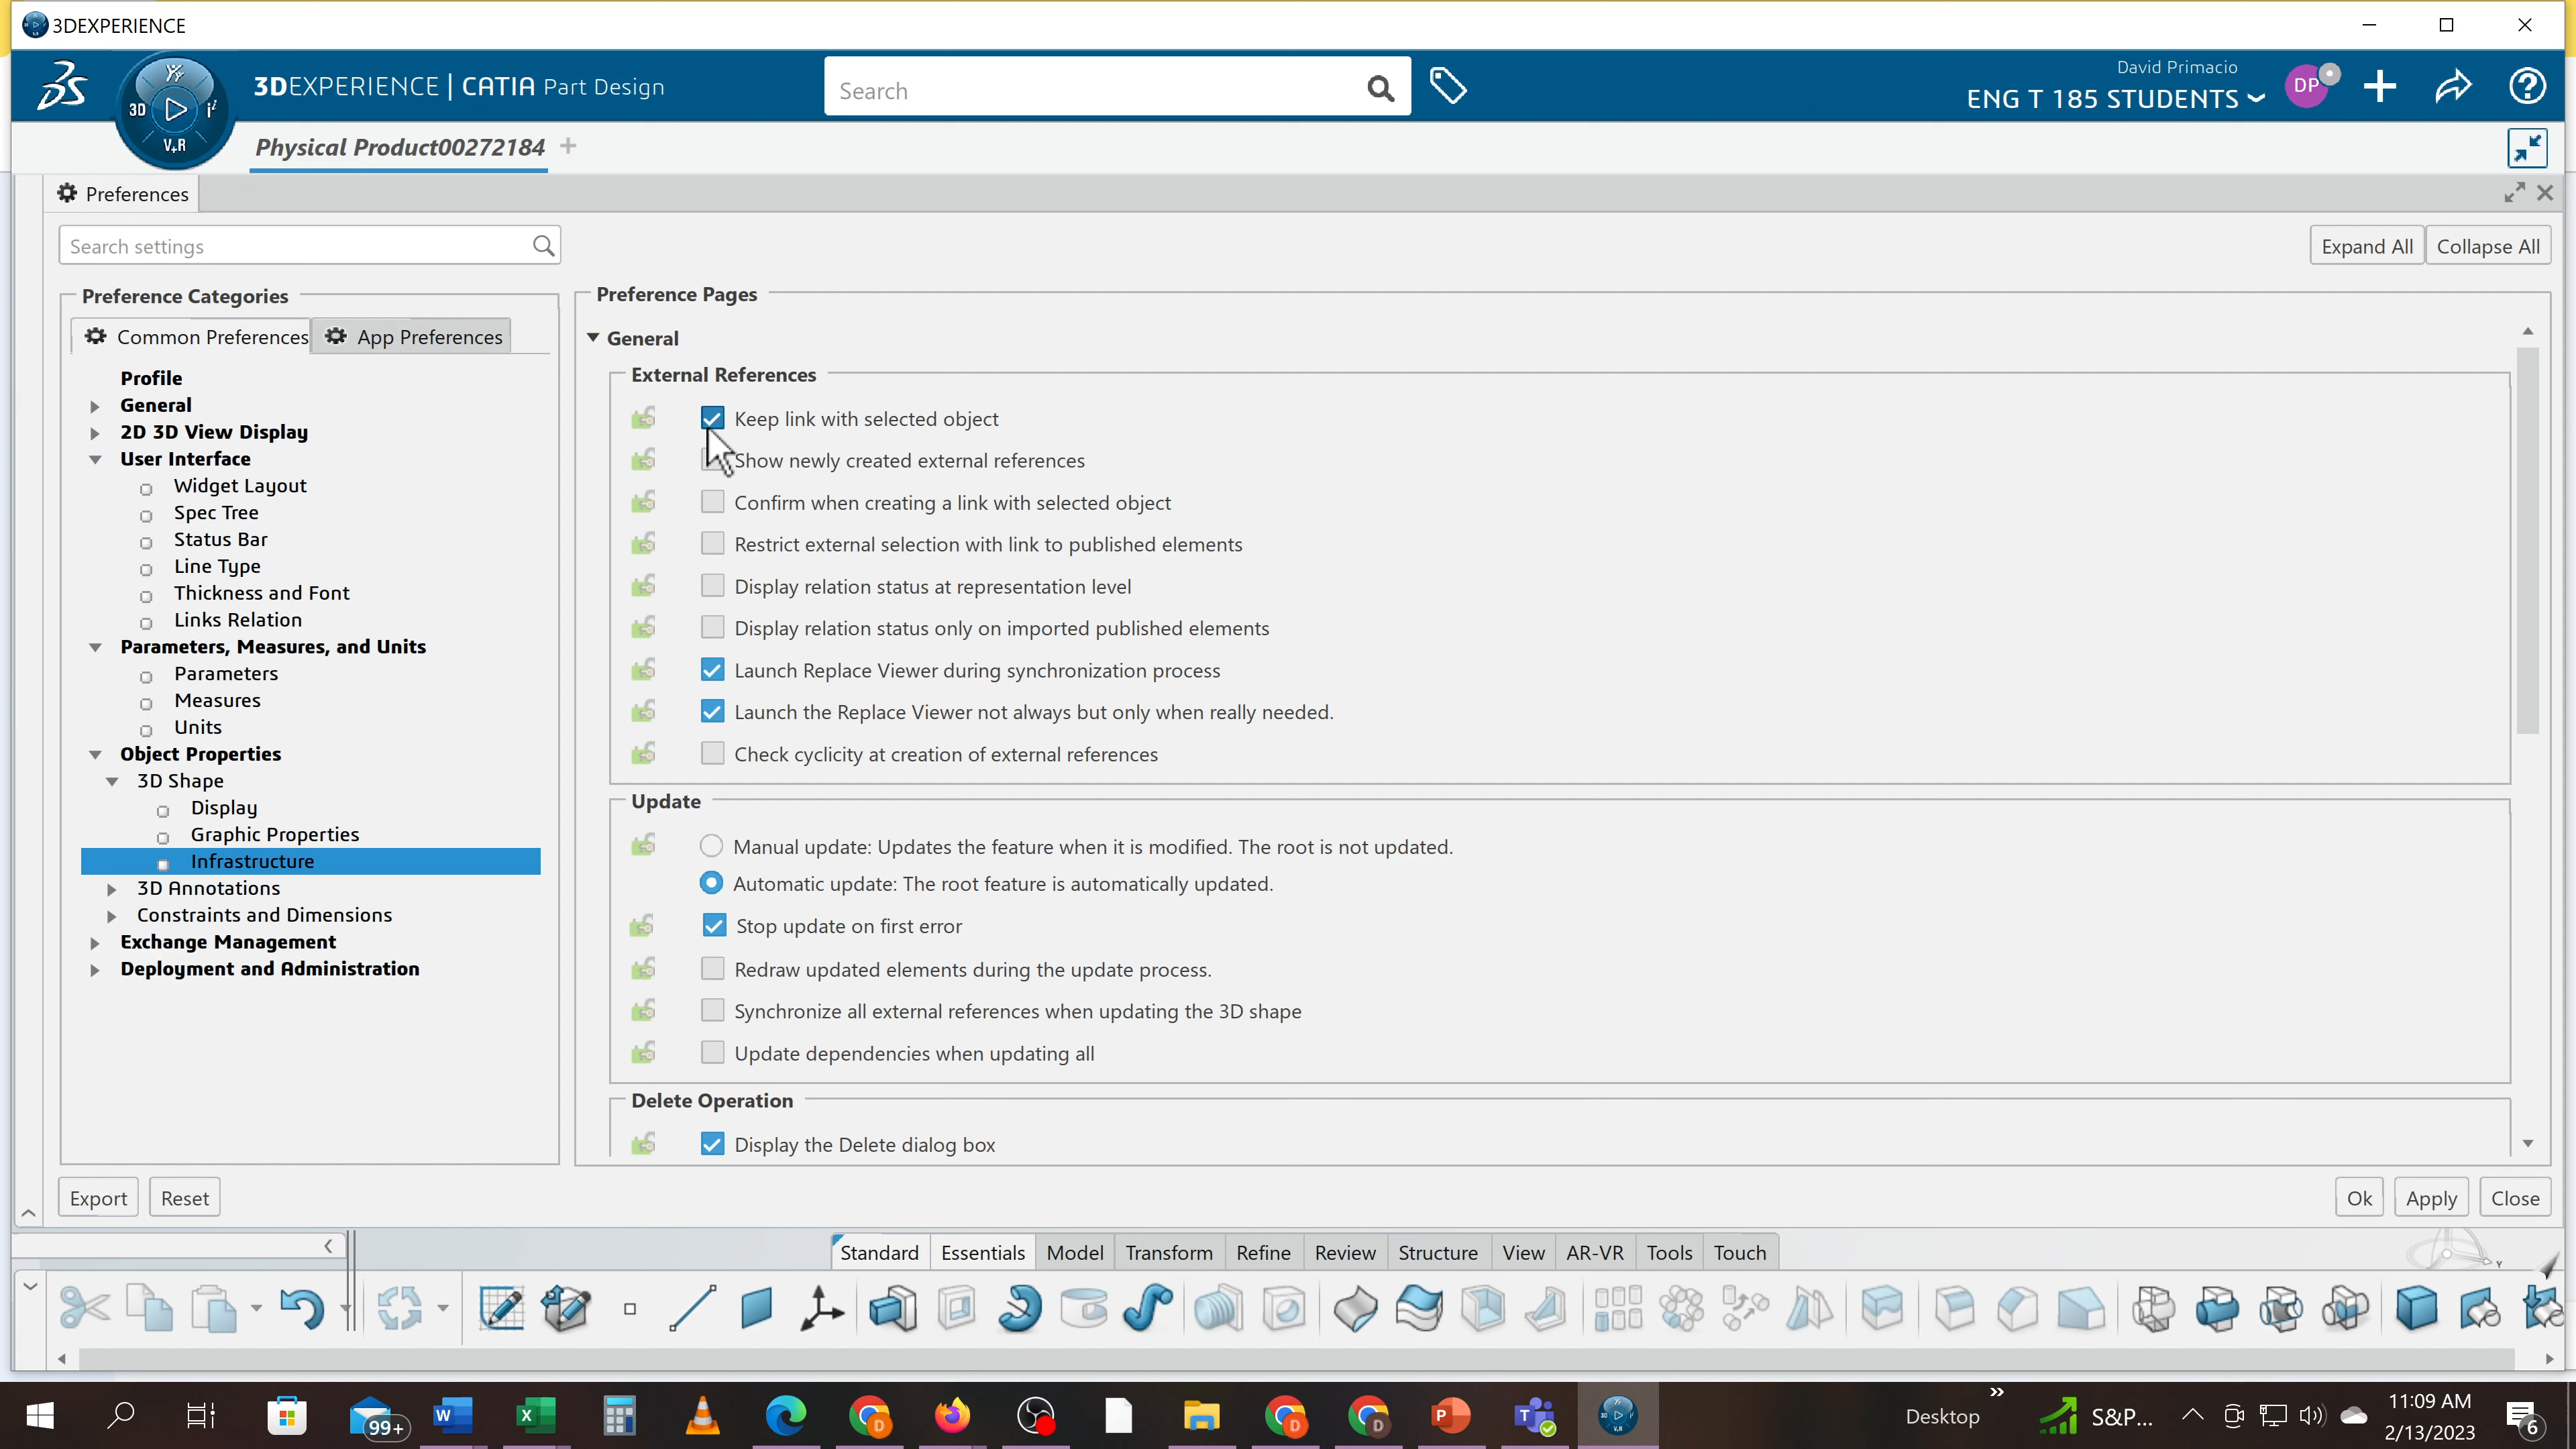 3DEXPERIENCE
3DEXPERIENCE | CATIA Part Design
Search
David Primacio
ENG T 185 STUDENTS
DP
3D
V+R
Physical Product00272184 +
Preferences
Search settings
Expand All
Collapse All
Preference Categories
Common Preferences
App Preferences
Profile
General
2D 3D View Display
User Interface
Widget Layout
Spec Tree
Status Bar
Line Type
Thickness and Font
Links Relation
Parameters, Measures, and Units
Parameters
Measures
Units
Object Properties
3D Shape
Display
Graphic Properties
Infrastructure
3D Annotations
Constraints and Dimensions
Exchange Management
Deployment and Administration
Preference Pages
General
External References
Keep link with selected object
Show newly created external references
Confirm when creating a link with selected object
Restrict external selection with link to published elements
Display relation status at representation level
Display relation status only on imported published elements
Launch Replace Viewer during synchronization process
Launch the Replace Viewer not always but only when really needed.
Check cyclicity at creation of external references
Update
Manual update: Updates the feature when it is modified. The root is not updated.
Automatic update: The root feature is automatically updated.
Stop update on first error
Redraw updated elements during the update process.
Synchronize all external references when updating the 3D shape
Update dependencies when updating all
Delete Operation
Display the Delete dialog box
Export
Reset
Ok
Apply
Close
Standard
Essentials
Model
Transform
Refine
Review
Structure
View
AR-VR
Tools
Touch
99+
Desktop
S&P...
11:09 AM
2/13/2023
6